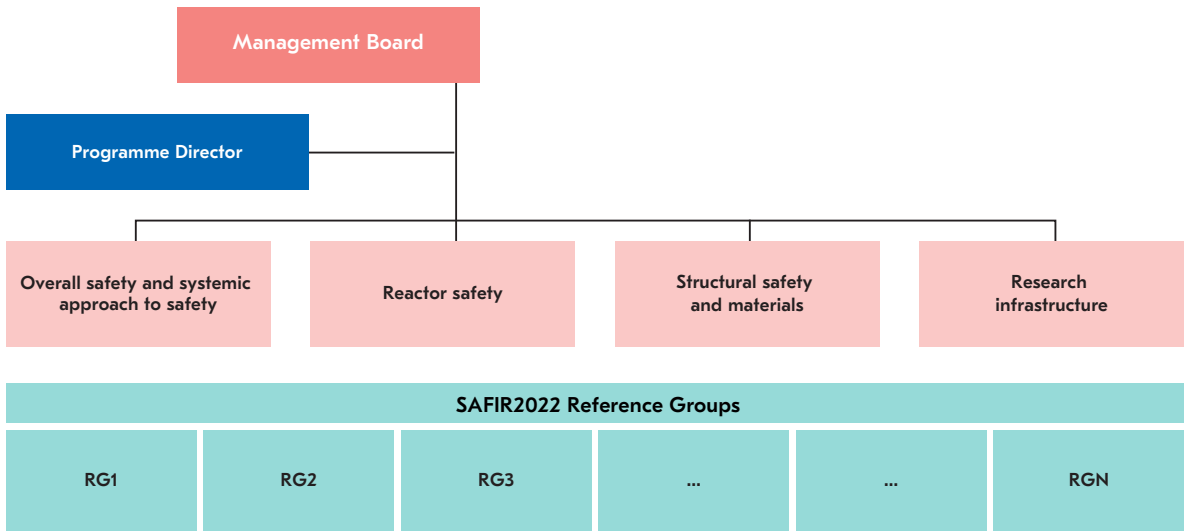 Management Board
Programme Director
Overall safety and systemic
approach to safety
Reactor safety
Structural safety
and materials
Research
infrastructure
SAFIR2022 Reference Groups
RG1
RG2
RG3
...
...
RGN